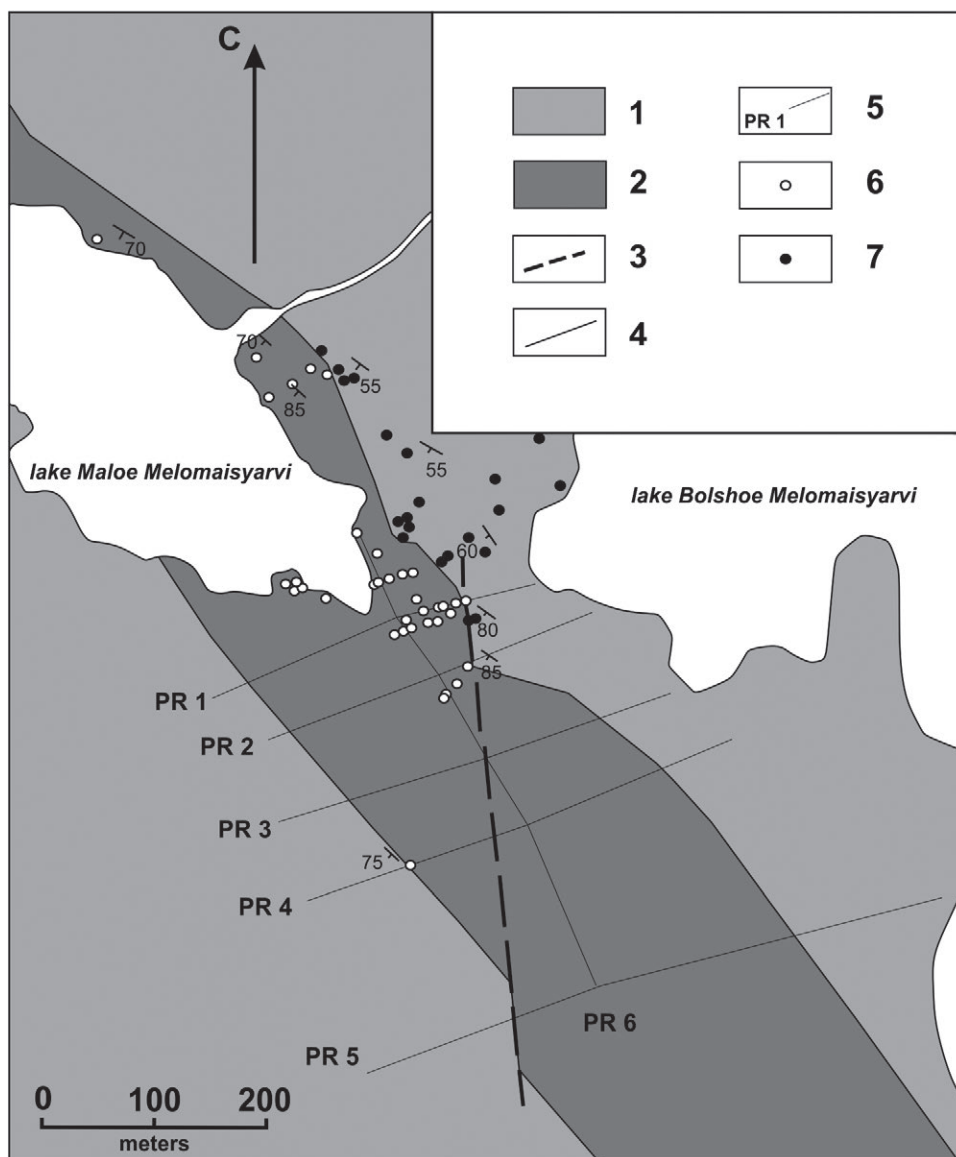 C
1
2
3
4
PR 1
5
6
7
70
70
85
55
55
lake Maloe Melomaisyarvi
lake Bolshoe Melomaisyarvi
60
80
85
PR 1
PR 2
PR 3
75
PR 4
PR 6
PR 5
0 100 200
meters